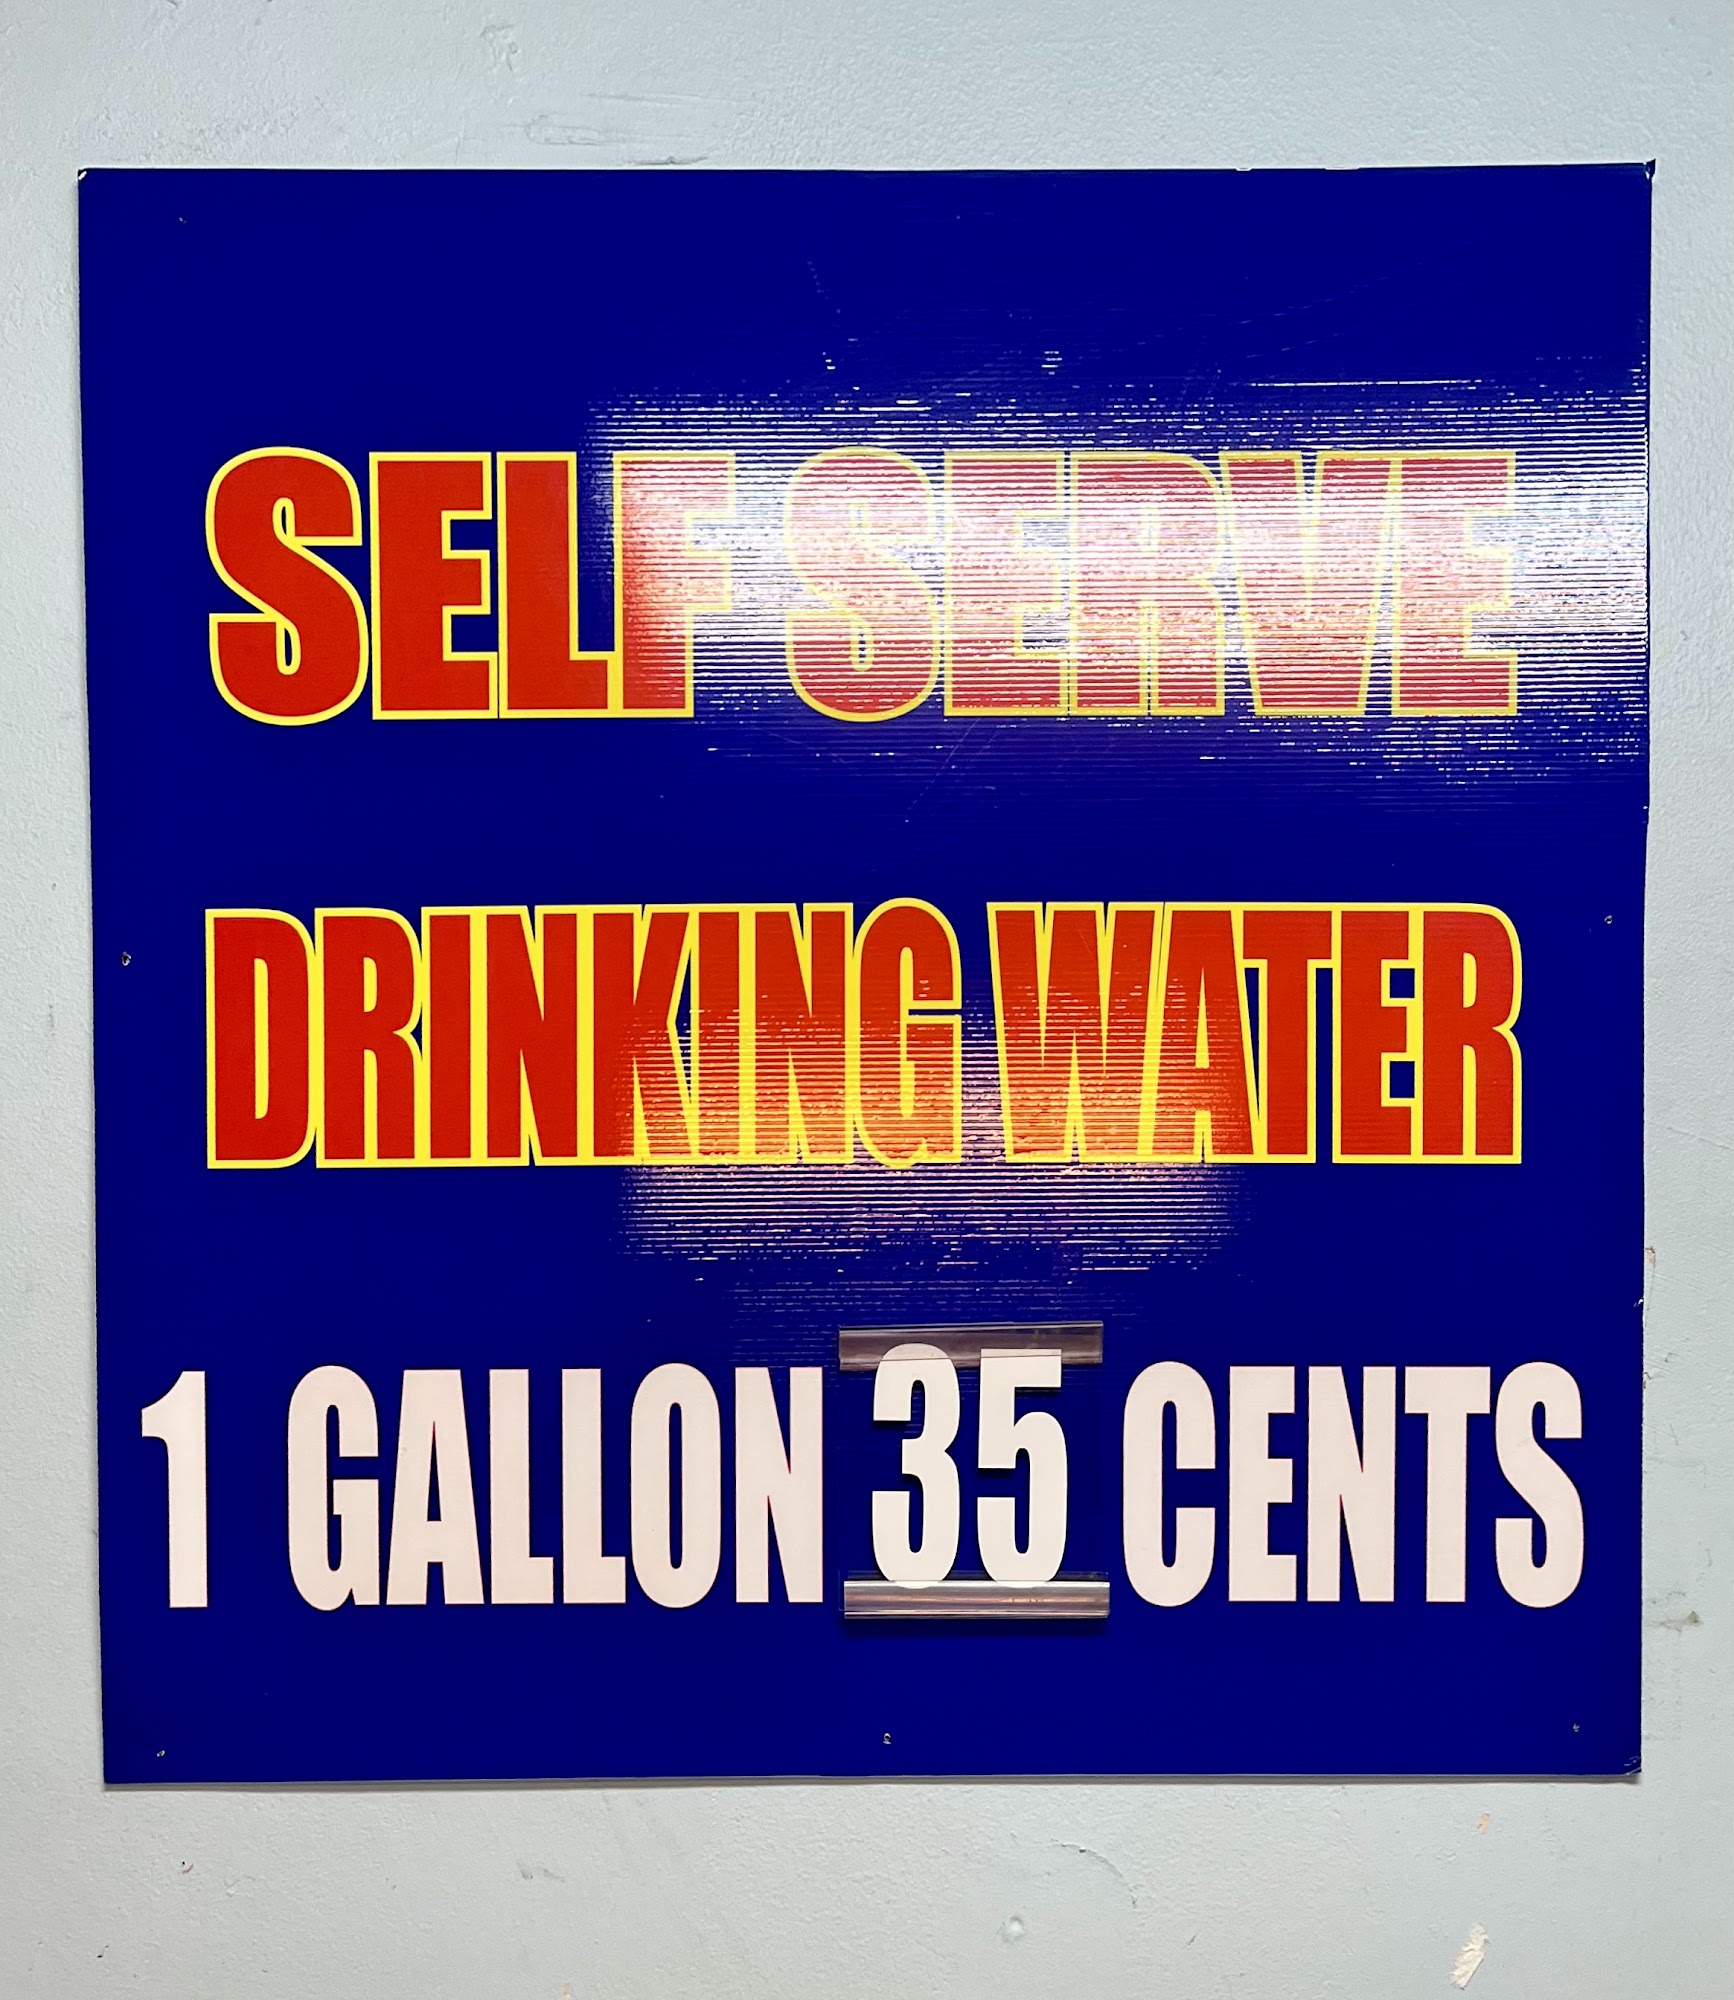 SELF SERVE
DRINKING WATER
1 GALLON 35 CENTS